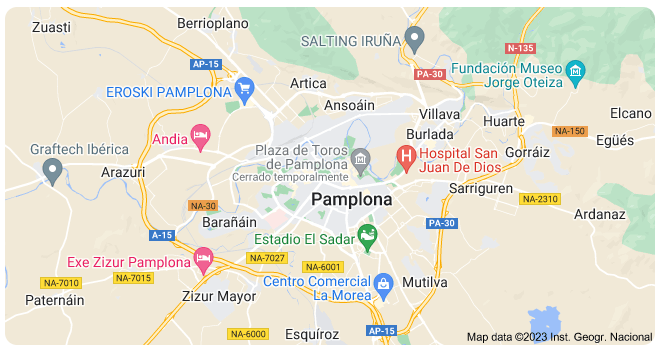 Berrioplano
Zuasti
SALTING IRUÑA
N-135
AP-15
PA-30
Fundación Museo
Jorge Oteiza
Artica
EROSKI PAMPLONA
Ansoáin
Villava
Elcano
Huarte
Burlada
NA-150
Andia
Egüés
Graftech Ibérica
Plaza de Toros
de Pamplona
Cerrado temporalmente
Hospital San
Juan De Dios
Gorráiz
Arazuri
Sarriguren
Pamplona
NA-2310
NA-30
Ardanaz
Barañáin
PA-30
A-15
Estadio El Sadar
NA-7027
Exe Zizur Pamplona
NA-6001
NA-7015
NA-7010
Centro Comercial
La Morea
Mutilva
Paternáin
Zizur Mayor
NA-6000
Esquíroz
AP-15
Map data ©2023 Inst. Geogr. Nacional